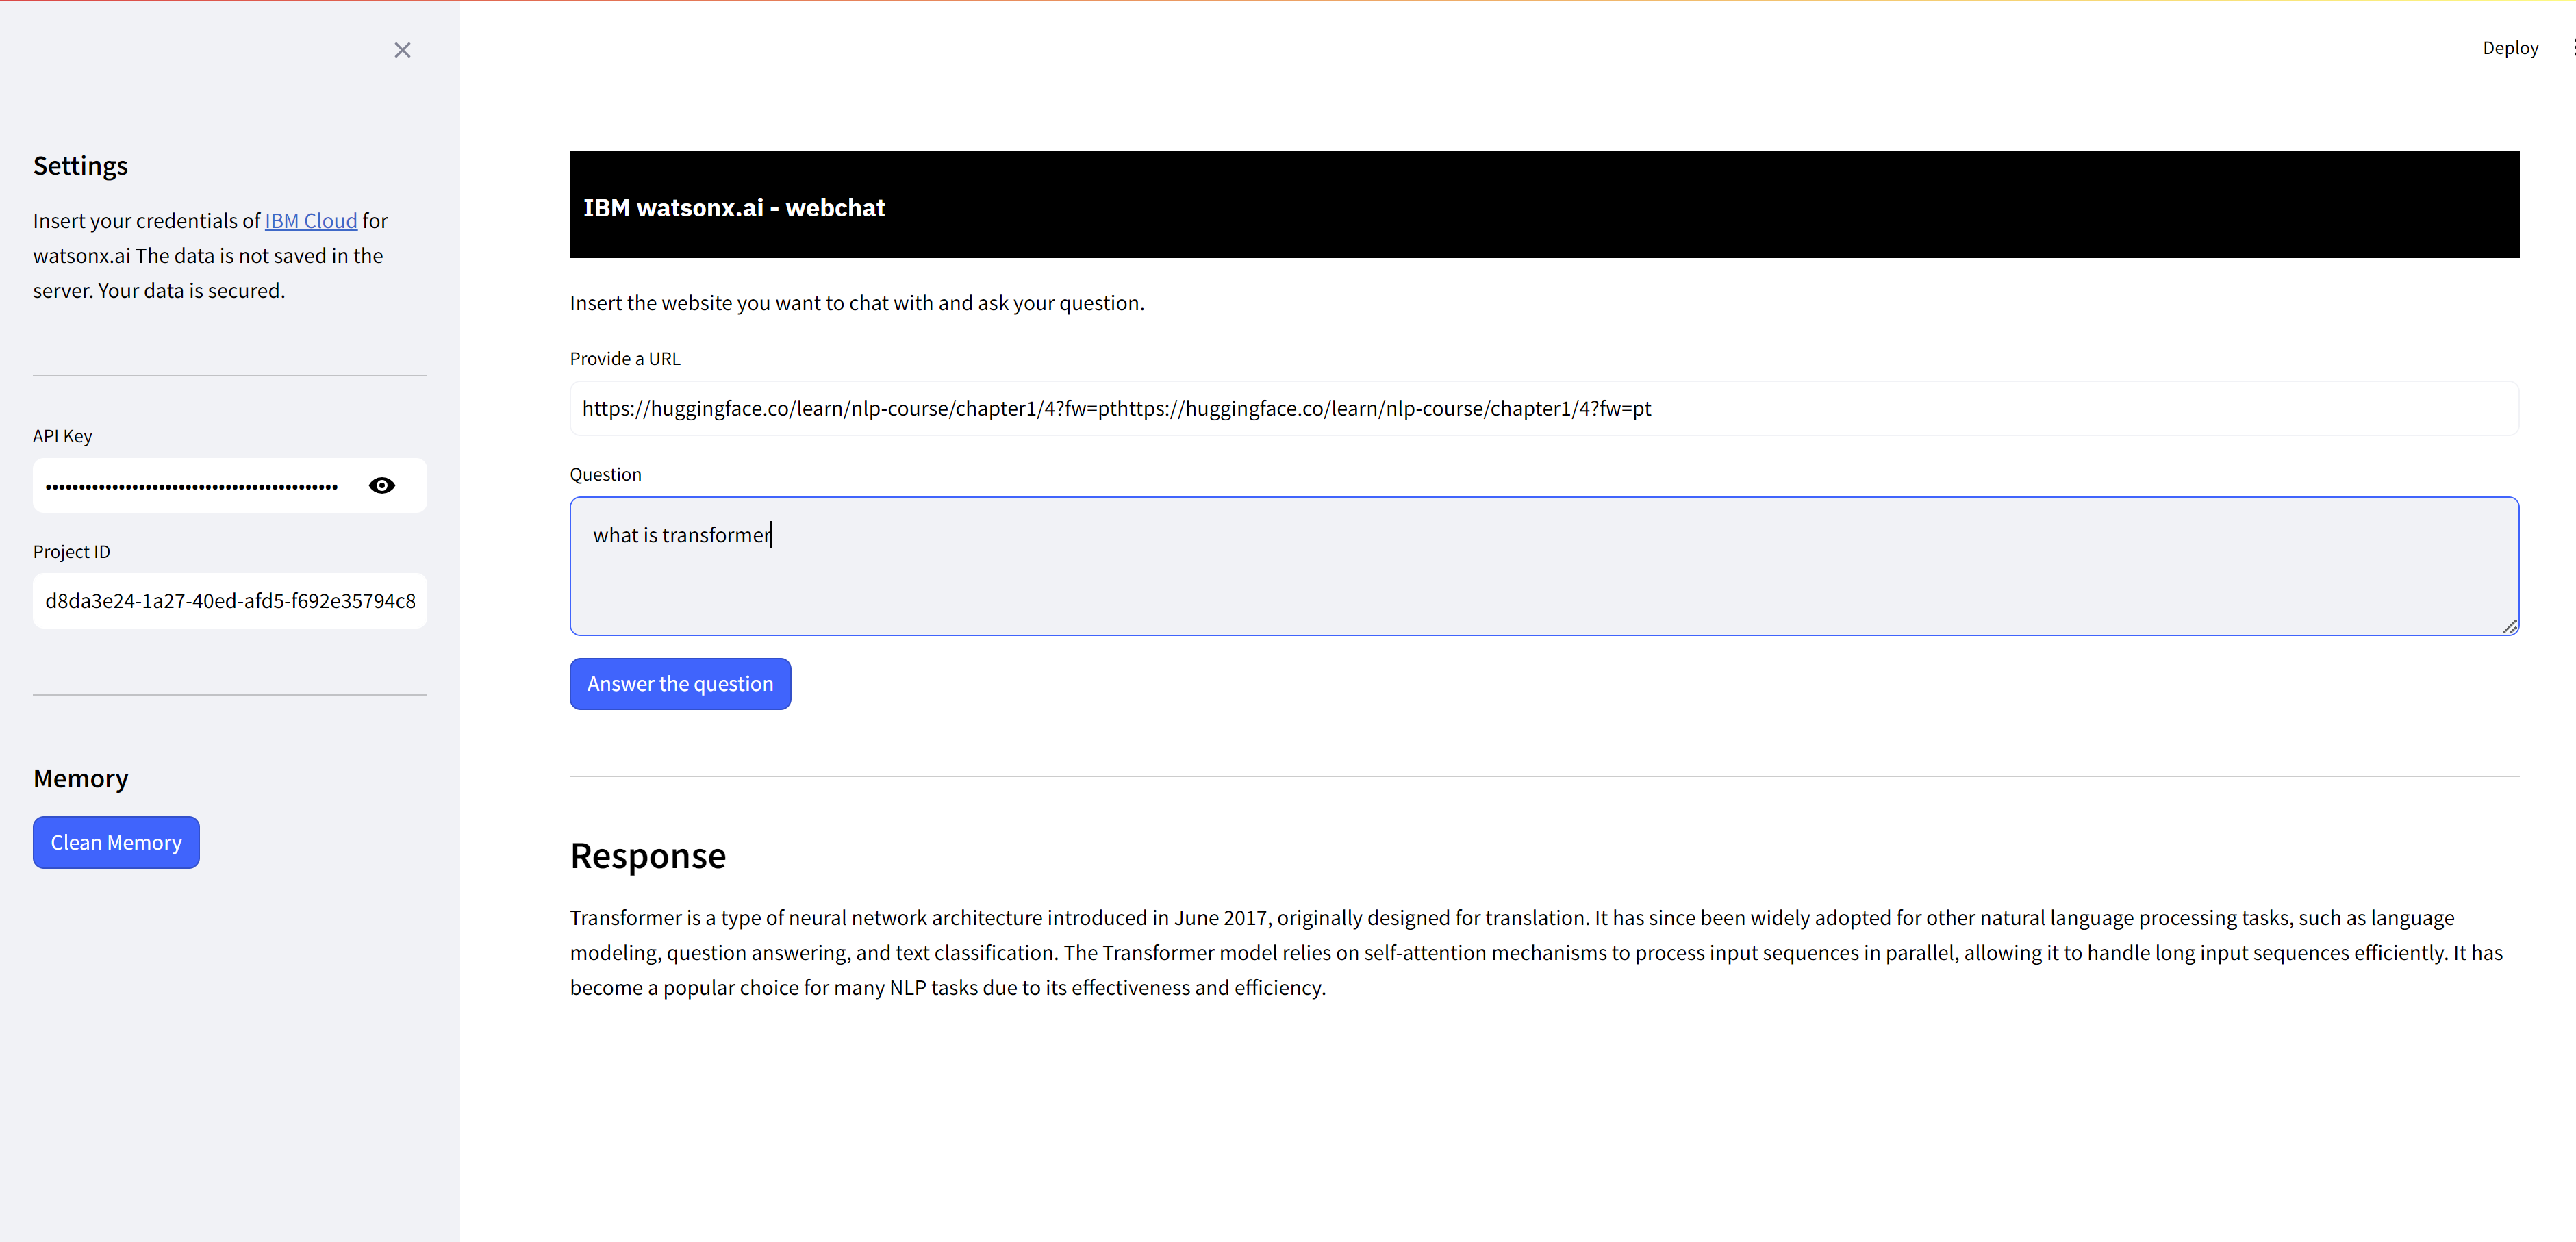 Deploy
Settings
Insert your credentials of IBM Cloud for
watsonx.ai The data is not saved in the
server. Your data is secured.
API Key
Project ID
d8da3e24-1a27-40ed-afd5-f692e35794c8
Memory
Clean Memory
IBM watsonx.ai - webchat
Insert the website you want to chat with and ask your question.
Provide a URL
https://huggingface.co/learn/nlp-course/chapter1/4?fw=pthttps://huggingface.co/learn/nlp-course/chapter1/4?fw=pt
Question
what is transformer
Answer the question
Response
Transformer is a type of neural network architecture introduced in June 2017, originally designed for translation. It has since been widely adopted for other natural language processing tasks, such as language
modeling, question answering, and text classification. The Transformer model relies on self-attention mechanisms to process input sequences in parallel, allowing it to handle long input sequences efficiently. It has
become a popular choice for many NLP tasks due to its effectiveness and efficiency.